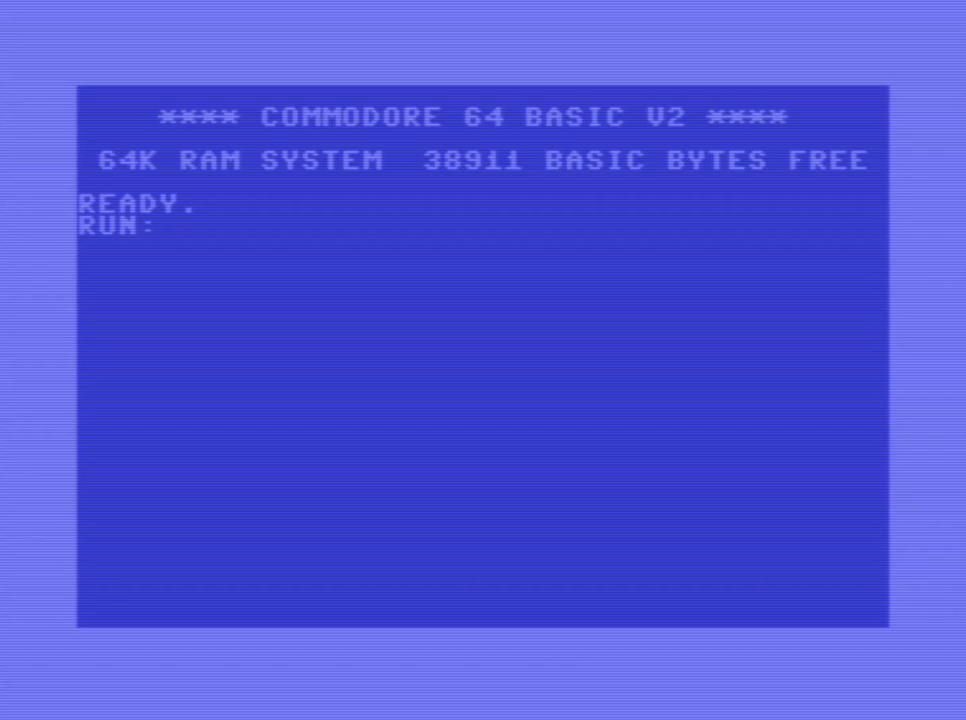 **** COMMODORE 64 BASIC V2 ****
64K RAM SYSTEM  38911 BASIC BYTES FREE
READY.
RUN: